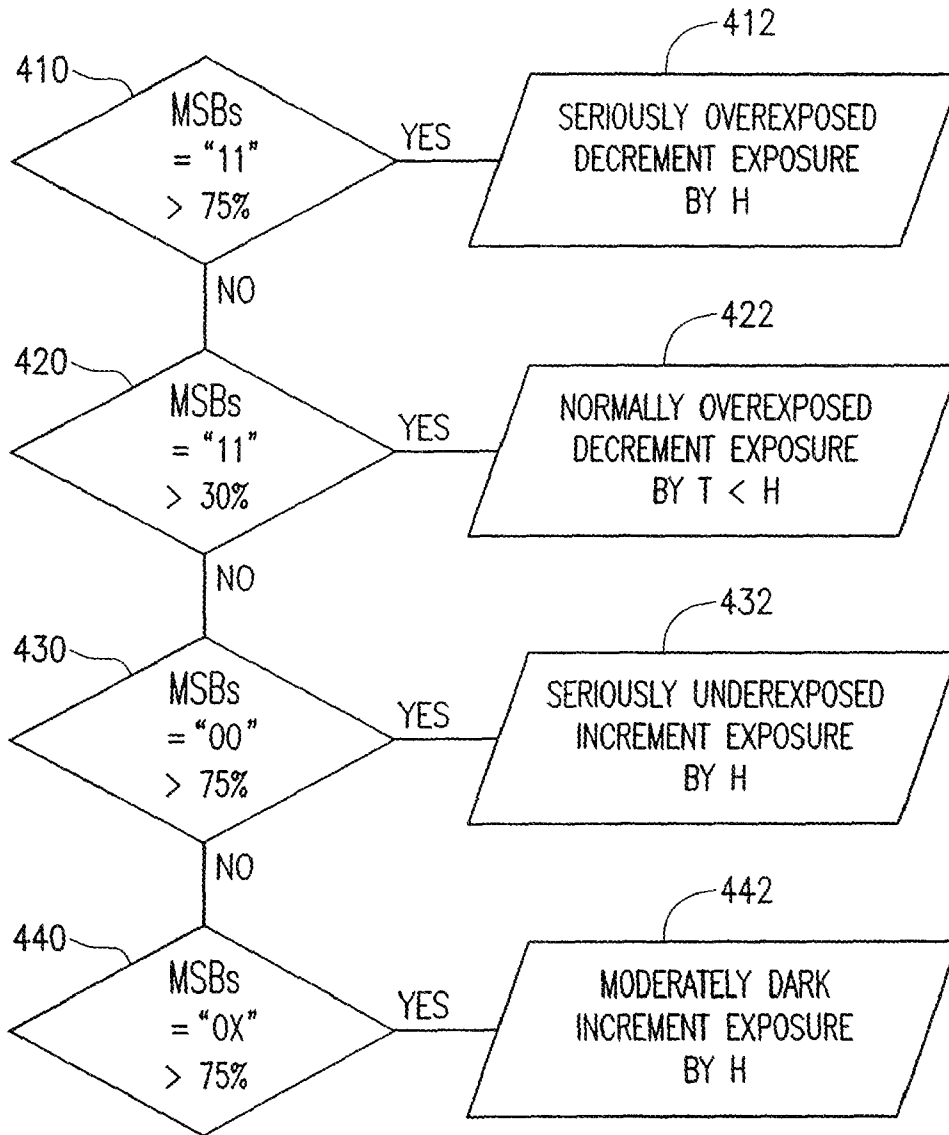 410
MSBs
= "11"
> 75%
YES
NO
412
SERIOUSLY OVEREXPOSED
DECREMENT EXPOSURE
BY H
420
MSBs
= "11"
> 30%
YES
NO
422
NORMALLY OVEREXPOSED
DECREMENT EXPOSURE
BY T < H
430
MSBs
= "00"
> 75%
YES
NO
432
SERIOUSLY UNDEREXPOSED
INCREMENT EXPOSURE
BY H
440
MSBs
= "0X"
> 75%
YES
442
MODERATELY DARK
INCREMENT EXPOSURE
BY H